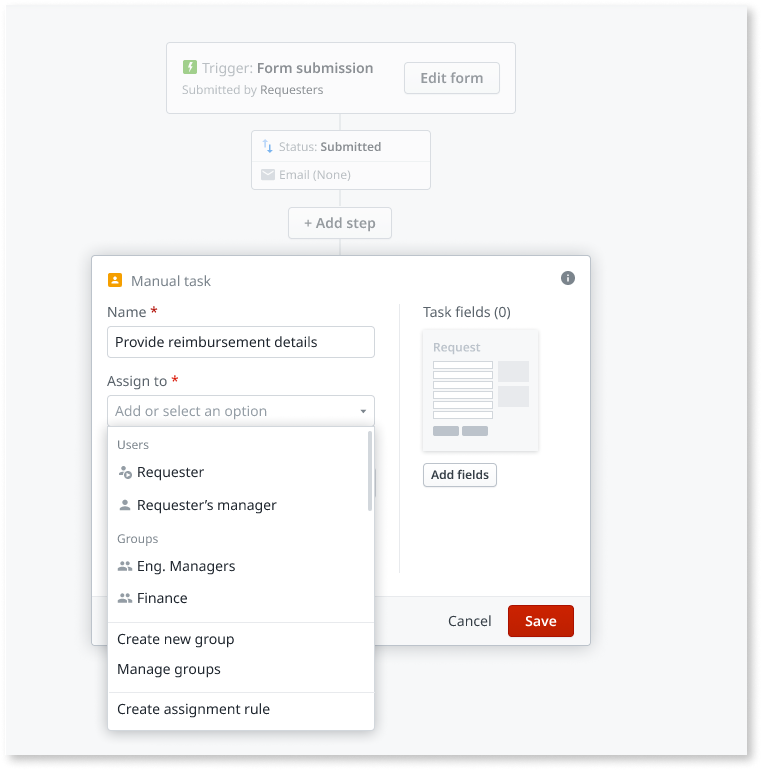 Trigger: Form submission
Submitted by Requesters
Edit form
Status: Submitted
Email (None)
+ Add step
Manual task
Name *
Provide reimbursement details
Assign to *
Add or select an option
Users
Requester
Requester’s manager
Groups
Eng. Managers
Finance
Create new group
Manage groups
Create assignment rule
Task fields (0)
Request
Add fields
Cancel
Save